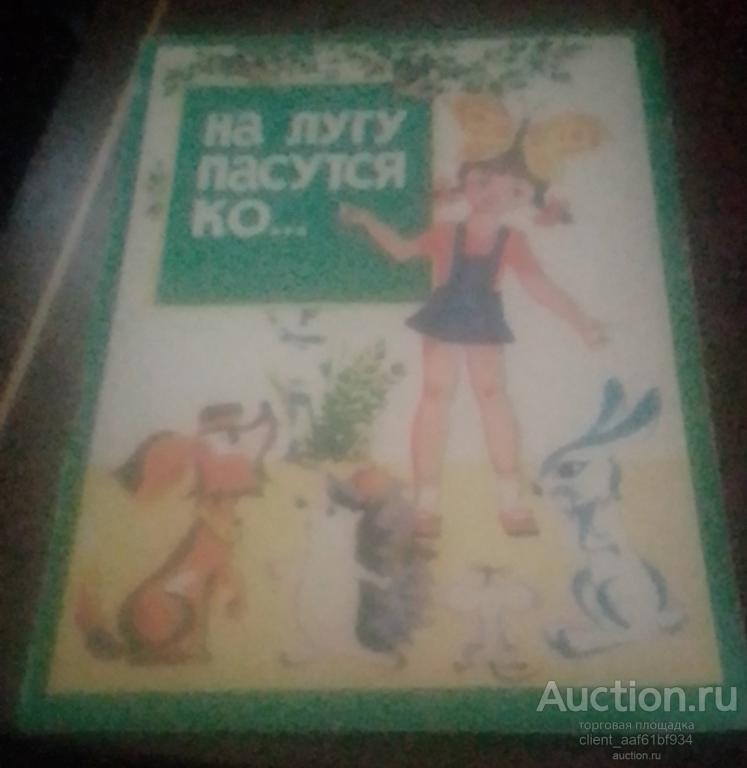 на лугу
пасутся
ко...
Auction.ru
торговая площадка
client_aaf61bf934
auction.ru